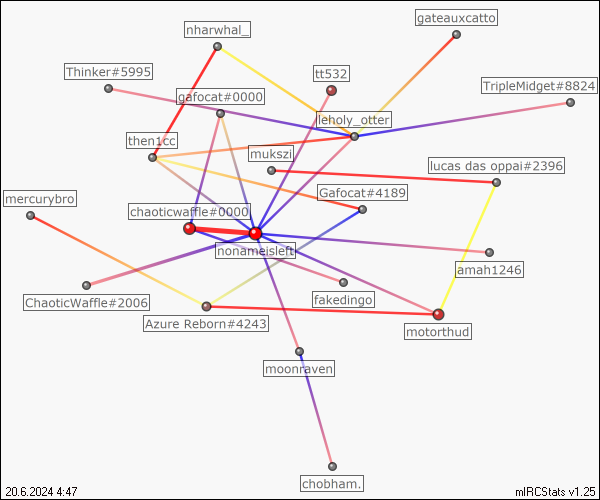 gateauxcatto
nharwhal_
Thinker#5995
tt532
TripleMidget#8824
gafocat#0000
leholy_otter
then1cc
mukszi
lucas das oppai#2396
mercurybro
Gafocat#4189
chaoticwaffle#0000
nonameisleft
amah1246
ChaoticWaffle#2006
fakedingo
Azure Reborn#4243
motorthud
moonraven
chobham.
20.6.2024 4:47
mIRCStats v1.25